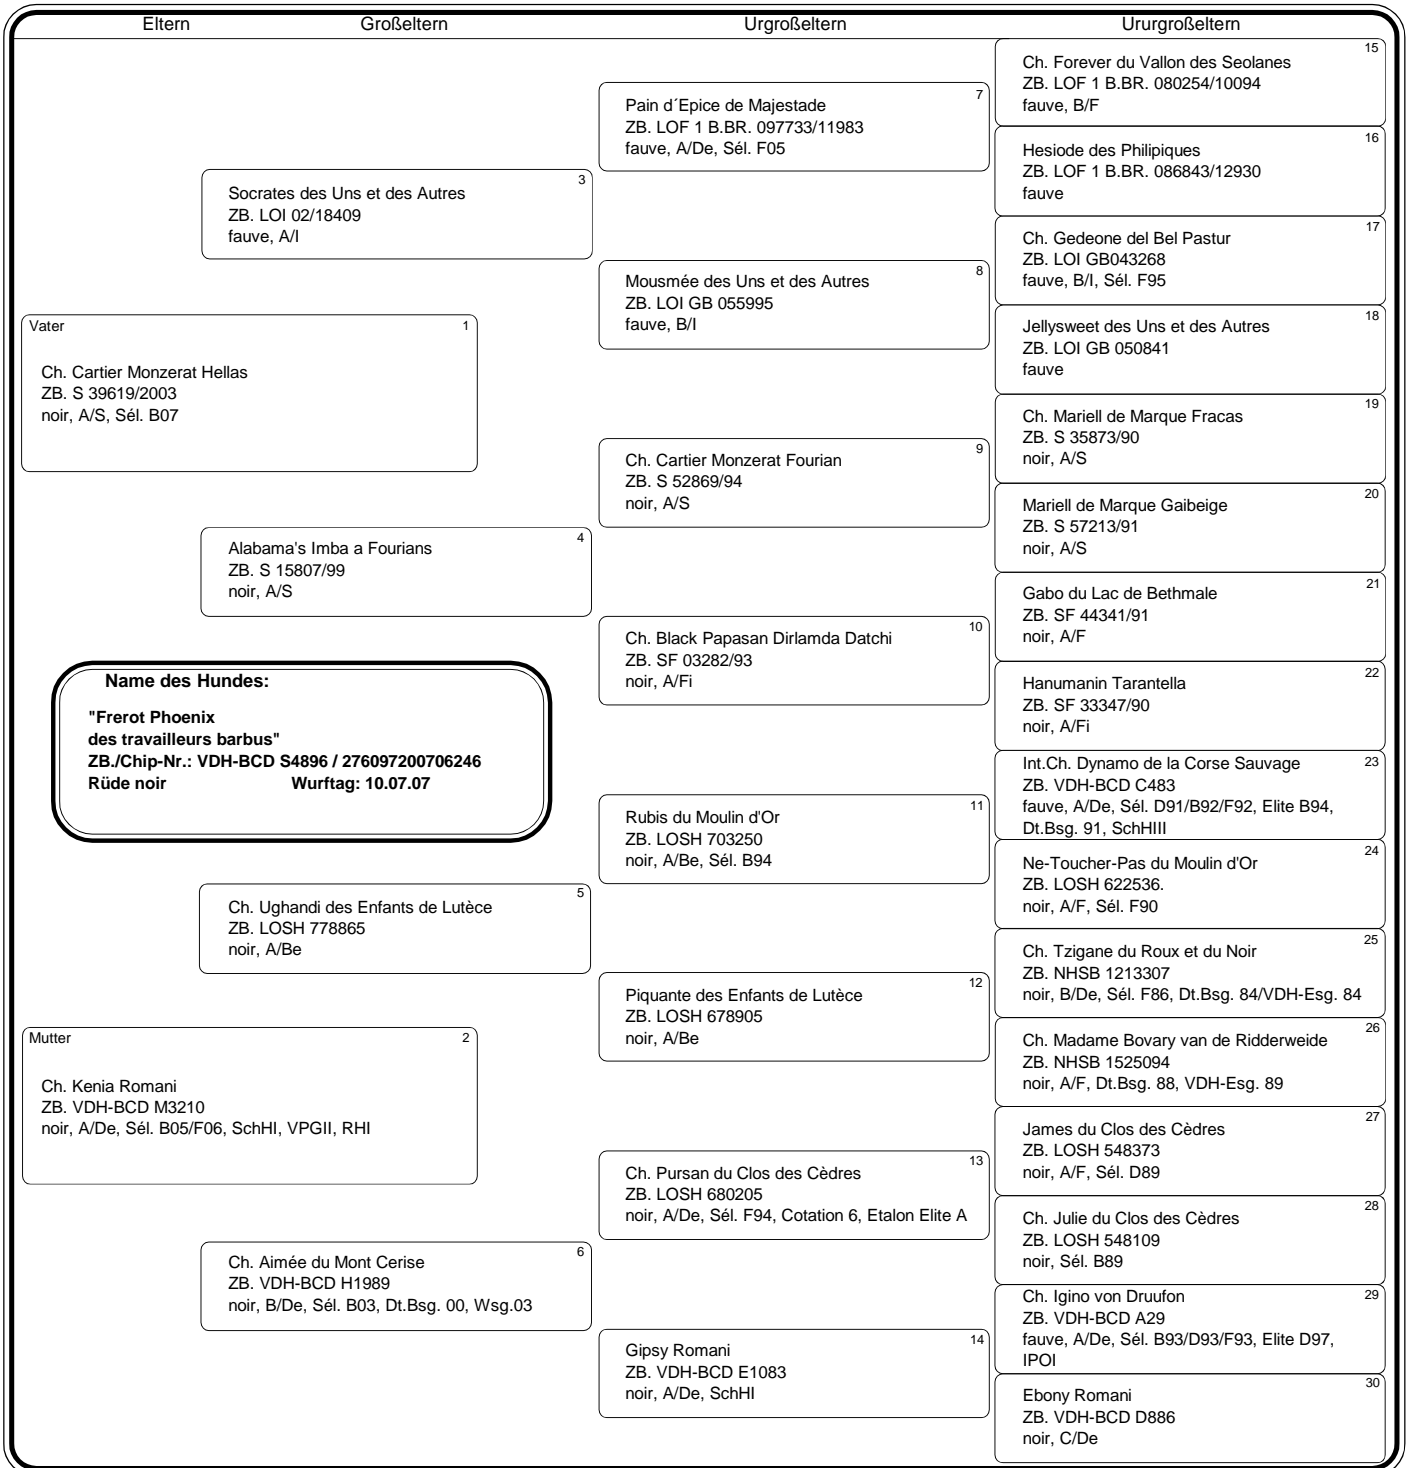 Eltern Großeltern Urgroßeltern Ururgroßeltern
Vater 1
Ch. Cartier Monzerat Hellas
ZB. S 39619/2003
noir, A/S, Sél. B07
Mutter 2
Ch. Kenia Romani
ZB. VDH-BCD M3210
noir, A/De, Sél. B05/F06, SchHI, VPGII, RHI
Name des Hundes:
"Frerot Phoenix
des travailleurs barbus"
ZB./Chip-Nr.: VDH-BCD S4896 / 276097200706246
Rüde noir Wurftag: 10.07.07
3
Socrates des Uns et des Autres
ZB. LOI 02/18409
fauve, A/I
4
Alabama's Imba a Fourians
ZB. S 15807/99
noir, A/S
5
Ch. Ughandi des Enfants de Lutèce
ZB. LOSH 778865
noir, A/Be
6
Ch. Aimée du Mont Cerise
ZB. VDH-BCD H1989
noir, B/De, Sél. B03, Dt.Bsg. 00, Wsg.03
7
Pain d´Epice de Majestade
ZB. LOF 1 B.BR. 097733/11983
fauve, A/De, Sél. F05
8
Mousmée des Uns et des Autres
ZB. LOI GB 055995
fauve, B/I
9
Ch. Cartier Monzerat Fourian
ZB. S 52869/94
noir, A/S
10
Ch. Black Papasan Dirlamda Datchi
ZB. SF 03282/93
noir, A/Fi
11
Rubis du Moulin d'Or
ZB. LOSH 703250
noir, A/Be, Sél. B94
12
Piquante des Enfants de Lutèce
ZB. LOSH 678905
noir, A/Be
13
Ch. Pursan du Clos des Cèdres
ZB. LOSH 680205
noir, A/De, Sél. F94, Cotation 6, Etalon Elite A
14
Gipsy Romani
ZB. VDH-BCD E1083
noir, A/De, SchHI
15
Ch. Forever du Vallon des Seolanes
ZB. LOF 1 B.BR. 080254/10094
fauve, B/F
16
Hesiode des Philipiques
ZB. LOF 1 B.BR. 086843/12930
fauve
17
Ch. Gedeone del Bel Pastur
ZB. LOI GB043268
fauve, B/I, Sél. F95
18
Jellysweet des Uns et des Autres
ZB. LOI GB 050841
fauve
19
Ch. Mariell de Marque Fracas
ZB. S 35873/90
noir, A/S
20
Mariell de Marque Gaibeige
ZB. S 57213/91
noir, A/S
21
Gabo du Lac de Bethmale
ZB. SF 44341/91
noir, A/F
22
Hanumanin Tarantella
ZB. SF 33347/90
noir, A/Fi
23
Int.Ch. Dynamo de la Corse Sauvage
ZB. VDH-BCD C483
fauve, A/De, Sél. D91/B92/F92, Elite B94,
Dt.Bsg. 91, SchHIII
24
Ne-Toucher-Pas du Moulin d'Or
ZB. LOSH 622536.
noir, A/F, Sél. F90
25
Ch. Tzigane du Roux et du Noir
ZB. NHSB 1213307
noir, B/De, Sél. F86, Dt.Bsg. 84/VDH-Esg. 84
26
Ch. Madame Bovary van de Ridderweide
ZB. NHSB 1525094
noir, A/F, Dt.Bsg. 88, VDH-Esg. 89
27
James du Clos des Cèdres
ZB. LOSH 548373
noir, A/F, Sél. D89
28
Ch. Julie du Clos des Cèdres
ZB. LOSH 548109
noir, Sél. B89
29
Ch. Igino von Druufon
ZB. VDH-BCD A29
fauve, A/De, Sél. B93/D93/F93, Elite D97,
IPOI
30
Ebony Romani
ZB. VDH-BCD D886
noir, C/De